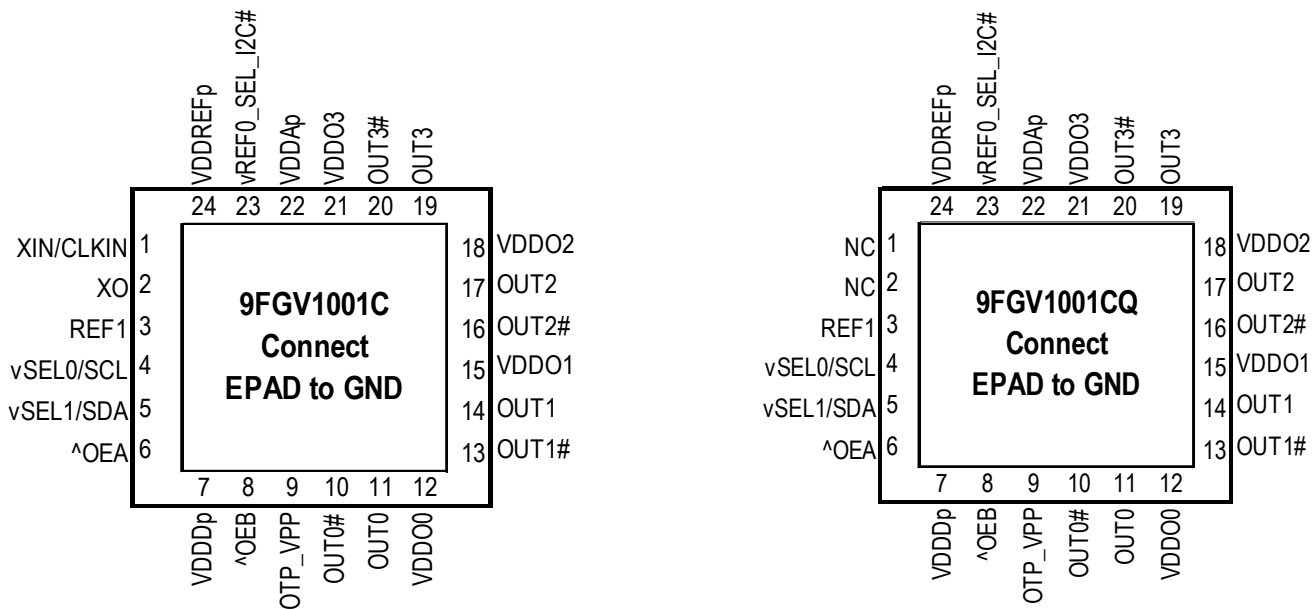 VDDREFp
vREF0_SEL_I2C#
VDDAp
VDDO3
OUT3#
OUT3
24 23 22 21 20 19
XIN/CLKIN 1
XO 2
REF1 3
vSEL0/SCL 4
vSEL1/SDA 5
^OEA 6
9FGV1001C
Connect
EPAD to GND
18 VDDO2
17 OUT2
16 OUT2#
15 VDDO1
14 OUT1
13 OUT1#
7 8 9 10 11 12
VDDDp
^OEB
OTP_VPP
OUT0#
OUT0
VDDO0
VDDREFp
vREF0_SEL_I2C#
VDDAp
VDDO3
OUT3#
OUT3
24 23 22 21 20 19
NC 1
NC 2
REF1 3
vSEL0/SCL 4
vSEL1/SDA 5
^OEA 6
9FGV1001CQ
Connect
EPAD to GND
18 VDDO2
17 OUT2
16 OUT2#
15 VDDO1
14 OUT1
13 OUT1#
7 8 9 10 11 12
VDDDp
^OEB
OTP_VPP
OUT0#
OUT0
VDDO0